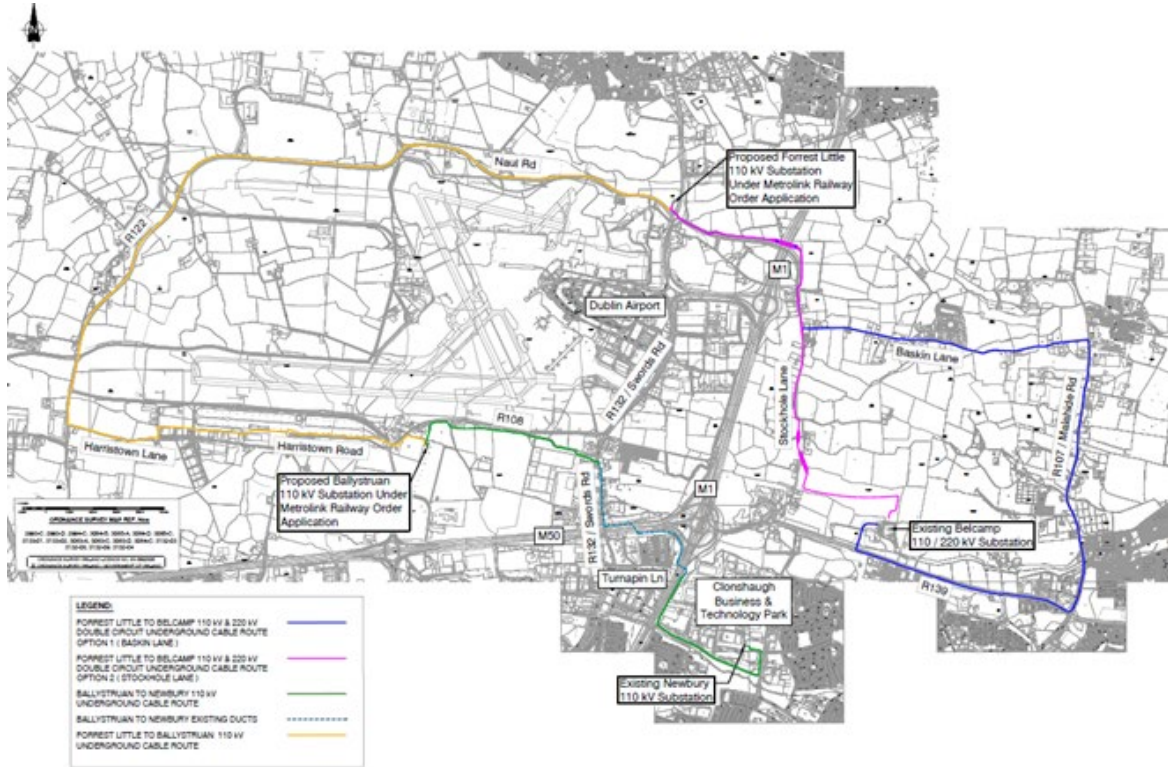 N
Naul Rd
Proposed Forrest Little
110 kV Substation
Under Metrolink Railway
Order Application
R122
M1
Dublin Airport
R132 / Swords Rd
Baskin Lane
Stockhole Lane
R107 / Malahide Rd
R108
Harristown Lane
Harristown Road
Proposed Ballystruan
110 kV Substation Under
Metrolink Railway Order
Application
M1
R132 / Swords Rd
M50
Existing Belcamp
110 / 220 kV Substation
Turnapin Ln
R139
Clonshaugh
Business &
Technology Park
Existing Newbury
110 kV Substation
ORDNANCE SURVEY MAP REF. Nos
LEGEND:
FORREST LITTLE TO BELCAMP 110 kV & 220 kV
DOUBLE CIRCUIT UNDERGROUND CABLE ROUTE
OPTION 1 ( BASKIN LANE )
FORREST LITTLE TO BELCAMP 110 kV & 220 kV
DOUBLE CIRCUIT UNDERGROUND CABLE ROUTE
OPTION 2 ( STOCKHOLE LANE )
BALLYSTRUAN TO NEWBURY 110 kV
UNDERGROUND CABLE ROUTE
BALLYSTRUAN TO NEWBURY EXISTING DUCTS
FORREST LITTLE TO BALLYSTRUAN 110 kV
UNDERGROUND CABLE ROUTE